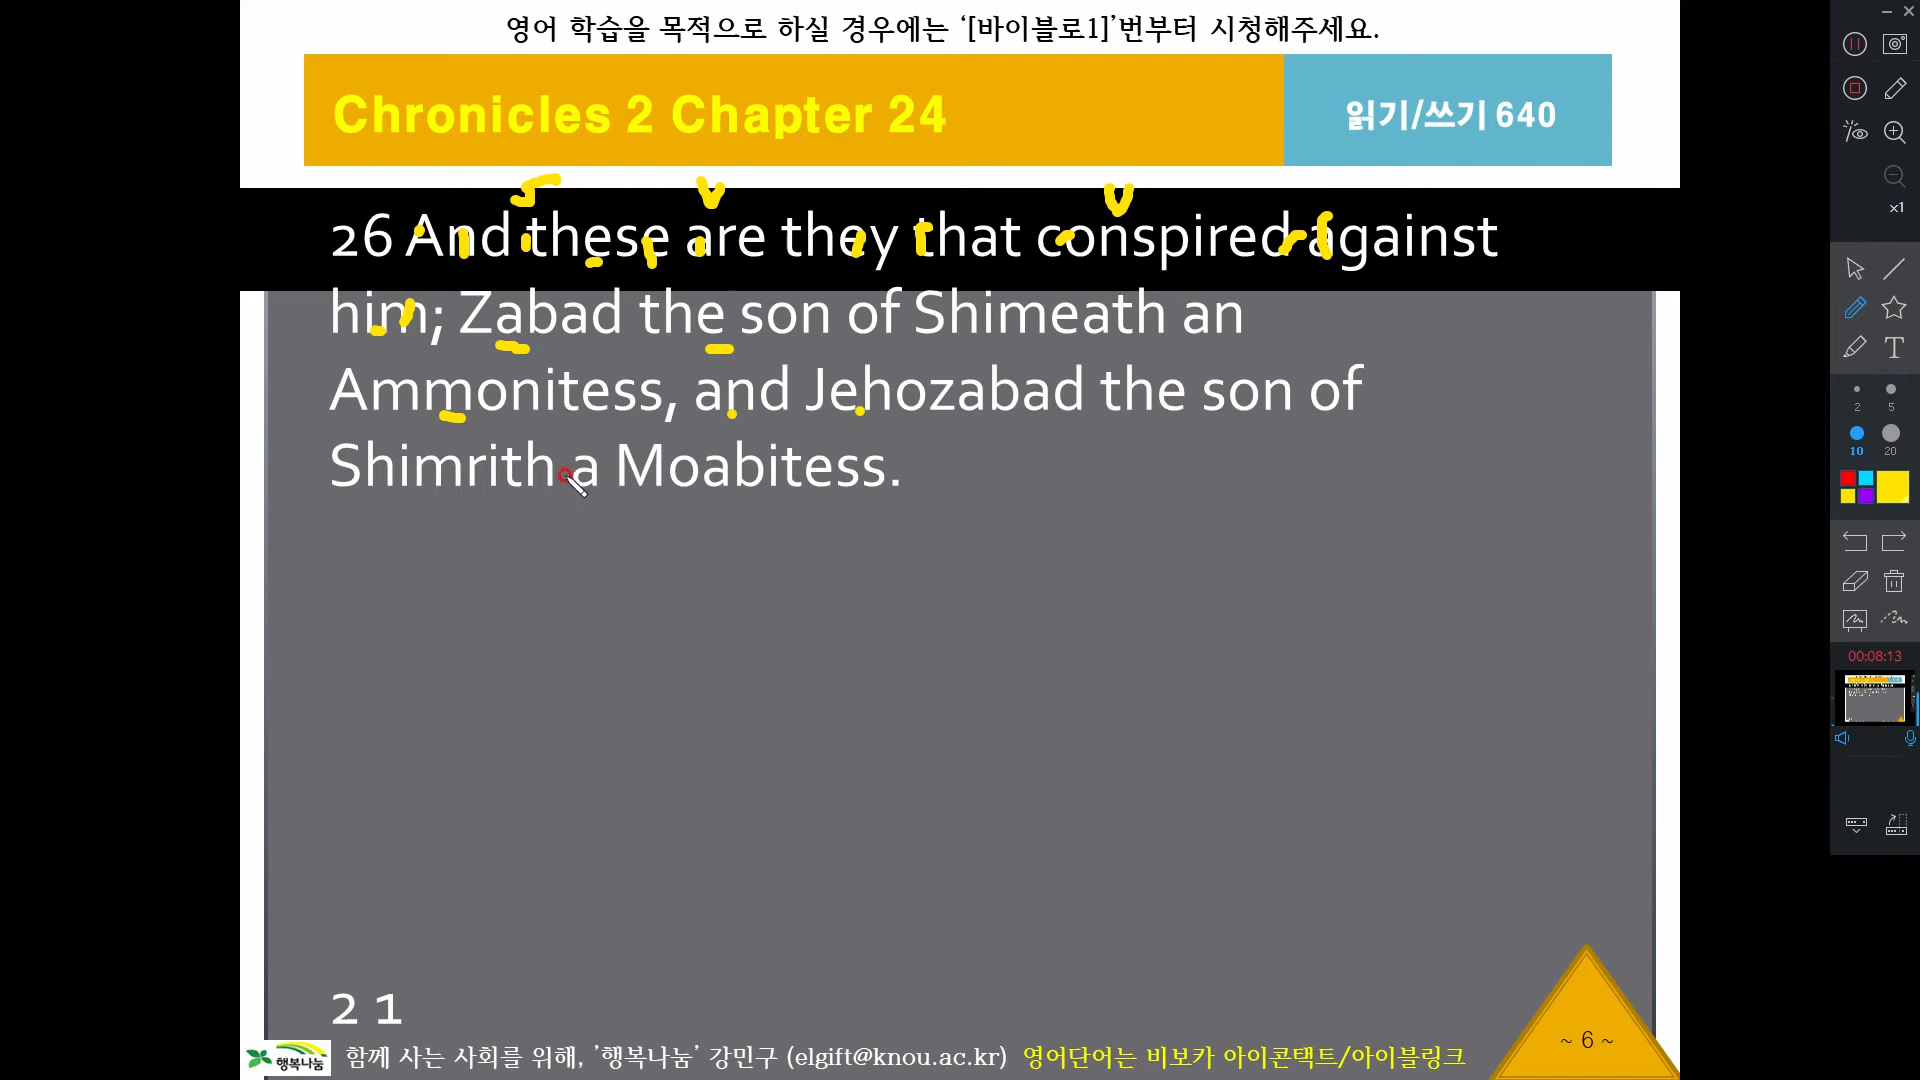 영어 학습을 목적으로 하실 경우에는 ‘[바이블로1]’번부터 시청해주세요.
Chronicles 2 Chapter 24
읽기/쓰기 640
26 And these are they that conspired against
him; Zabad the son of Shimeath an
Ammonitess, and Jehozabad the son of
Shimrith a Moabitess.
2 1
~ 6 ~
행복나눔 함께 사는 사회를 위해, ’행복나눔’ 강민구 (elgift@knou.ac.kr) 영어단어는 비보카 아이콘택트/아이블링크
x1
2 5
10 20
00:08:13